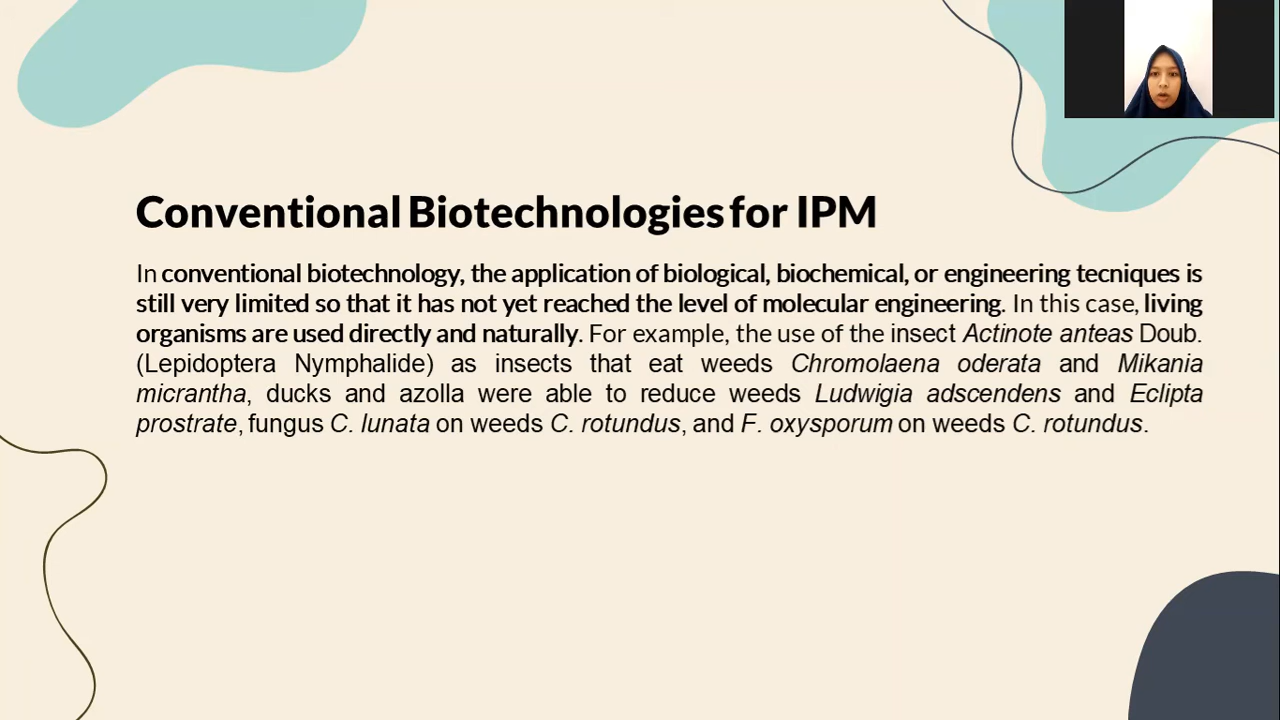 Conventional Biotechnologies for IPM
In conventional biotechnology, the application of biological, biochemical, or engineering tecniques is
still very limited so that it has not yet reached the level of molecular engineering. In this case, living
organisms are used directly and naturally. For example, the use of the insect Actinote anteas Doub.
(Lepidoptera Nymphalide) as insects that eat weeds Chromolaena oderata and Mikania
micrantha, ducks and azolla were able to reduce weeds Ludwigia adscendens and Eclipta
prostrate, fungus C. lunata on weeds C. rotundus, and F. oxysporum on weeds C. rotundus.